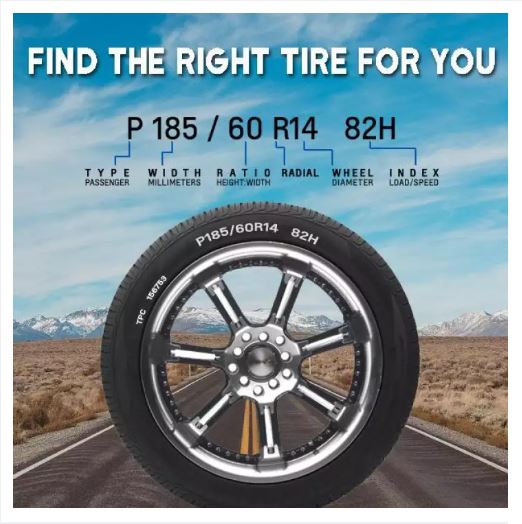 FIND THE RIGHT TIRE FOR YOU
P 185 / 60 R14 82H
TYPE WIDTH RATIO RADIAL WHEEL INDEX
PASSENGER MILLIMETERS HEIGHT:WIDTH DIAMETER LOAD/SPEED
P185/60R14 82H
TPC 156753